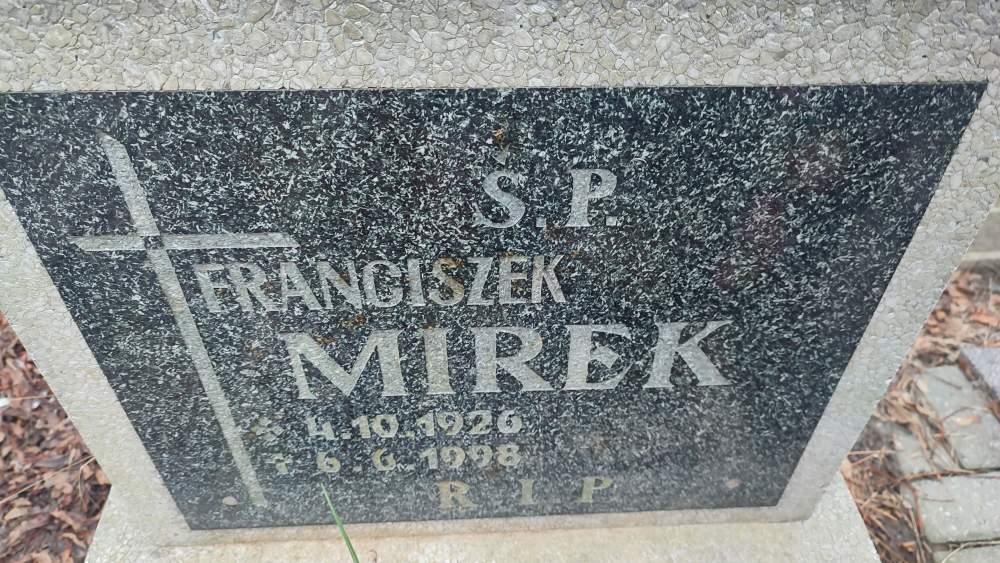 Ś.P.
FRANCISZEK
MIREK
* 4.10.1926
† 6.6.1998
R I P